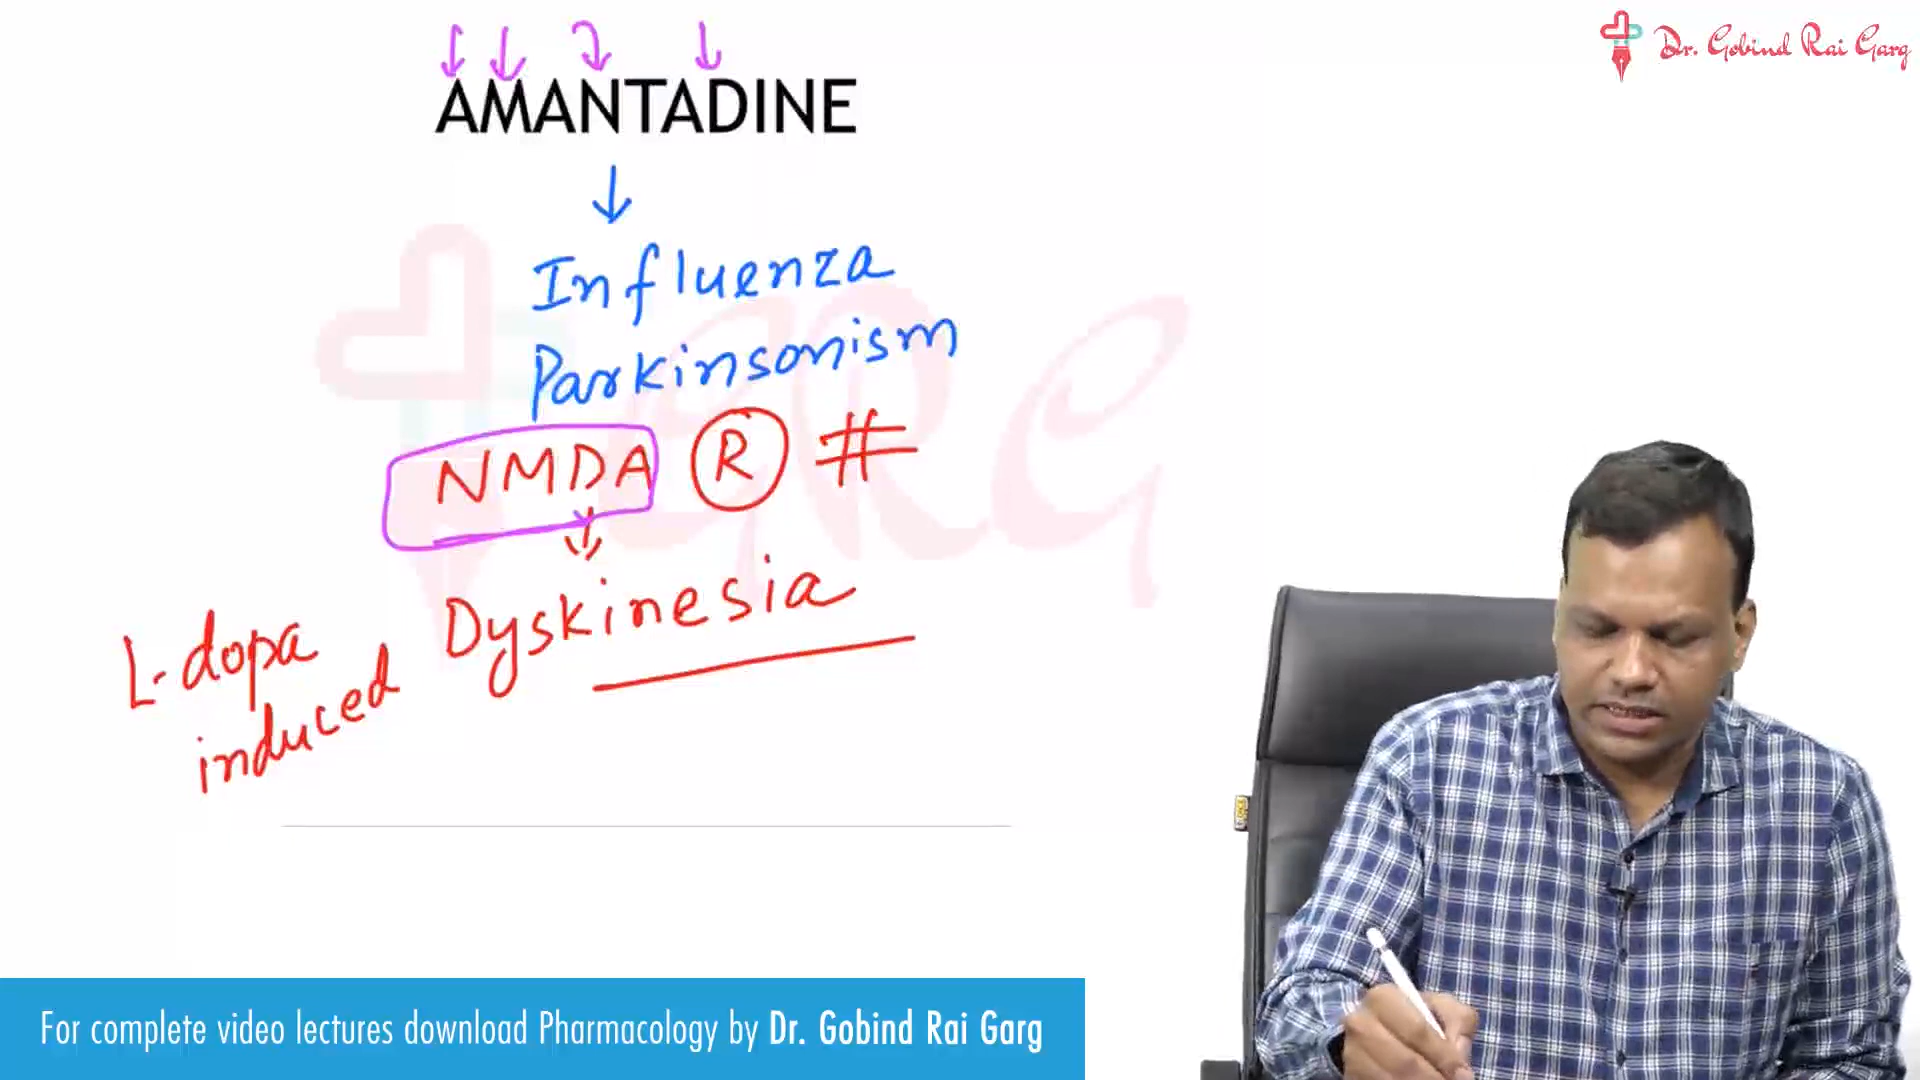 Dr. Gobind Rai Garg
AMANTADINE
Influenza
Parkinsonism
NMDA R #
Dyskinesia
L-dopa
induced
GRG
For complete video lectures download Pharmacology by Dr. Gobind Rai Garg